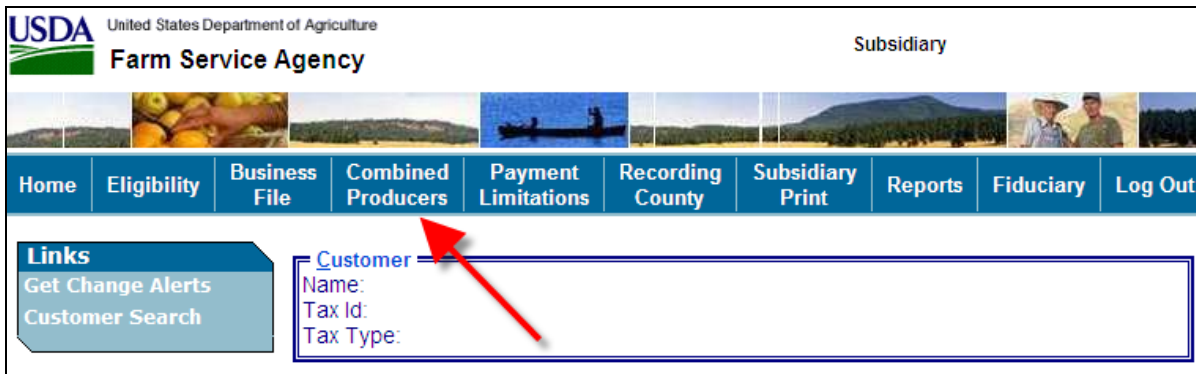 USDA
United States Department of Agriculture
Farm Service Agency
Subsidiary
Home
Eligibility
Business
File
Combined
Producers
Payment
Limitations
Recording
County
Subsidiary
Print
Reports
Fiduciary
Log Out
Links
Get Change Alerts
Customer Search
Customer
Name:
Tax Id:
Tax Type: